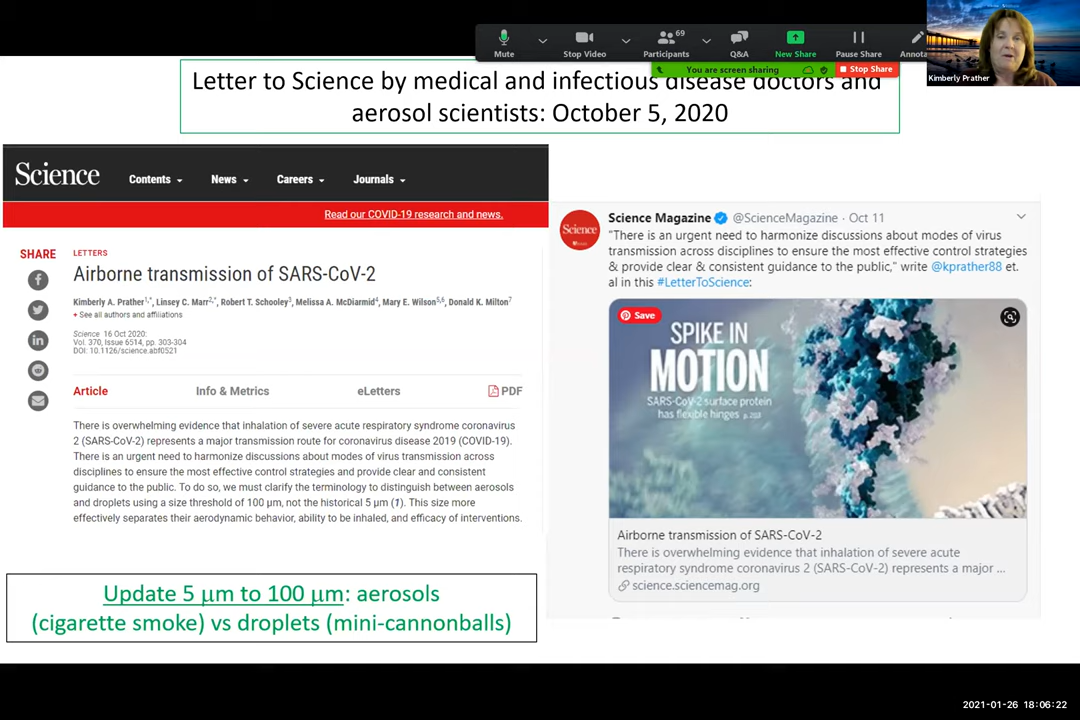 69
Mute
Stop Video
Participants
Q&A
New Share
Pause Share
Annota
You are screen sharing
Stop Share
Kimberly Prather
Letter to Science by medical and infectious disease doctors and
aerosol scientists: October 5, 2020
Science
Contents
News
Careers
Journals
Read our COVID-19 research and news.
SHARE
LETTERS
Airborne transmission of SARS-CoV-2
Kimberly A. Prather1,*, Linsey C. Marr2,*, Robert T. Schooley3, Melissa A. McDiarmid4, Mary E. Wilson5,6, Donald K. Milton7
+ See all authors and affiliations
Science 16 Oct 2020:
Vol. 370, Issue 6514, pp. 303-304
DOI: 10.1126/science.abf0521
Article
Info & Metrics
eLetters
PDF
There is overwhelming evidence that inhalation of severe acute respiratory syndrome coronavirus
2 (SARS-CoV-2) represents a major transmission route for coronavirus disease 2019 (COVID-19).
There is an urgent need to harmonize discussions about modes of virus transmission across
disciplines to ensure the most effective control strategies and provide clear and consistent
guidance to the public. To do so, we must clarify the terminology to distinguish between aerosols
and droplets using a size threshold of 100 μm, not the historical 5 μm (1). This size more
effectively separates their aerodynamic behavior, ability to be inhaled, and efficacy of interventions.
Update 5 μm to 100 μm: aerosols
(cigarette smoke) vs droplets (mini-cannonballs)
Science Magazine @ScienceMagazine · Oct 11
Science
"There is an urgent need to harmonize discussions about modes of virus
transmission across disciplines to ensure the most effective control strategies
& provide clear & consistent guidance to the public," write @kprather88 et.
al in this #LetterToScience:
Save
SPIKE IN
MOTION
SARS-CoV-2 surface protein
has flexible hinges
Airborne transmission of SARS-CoV-2
There is overwhelming evidence that inhalation of severe acute
respiratory syndrome coronavirus 2 (SARS-CoV-2) represents a major ...
science.sciencemag.org
2021-01-26 18:06:22